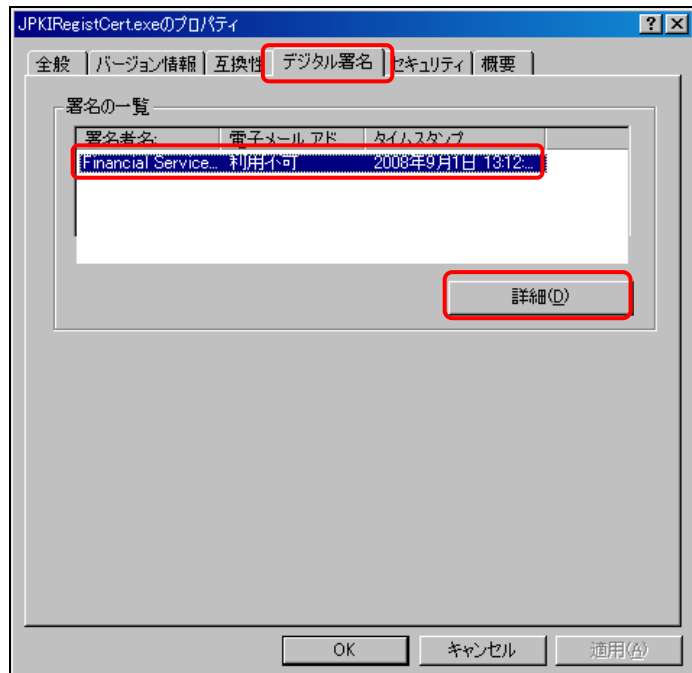 JPKIRegistCert.exeのプロパティ
全般 バージョン情報 互換性 デジタル署名 セキュリティ 概要
署名の一覧
署名者名: 電子メール アド タイムスタンプ
Financial Service... 利用不可 2008年9月1日 13:12:...
詳細(D)
OK キャンセル 適用(A)